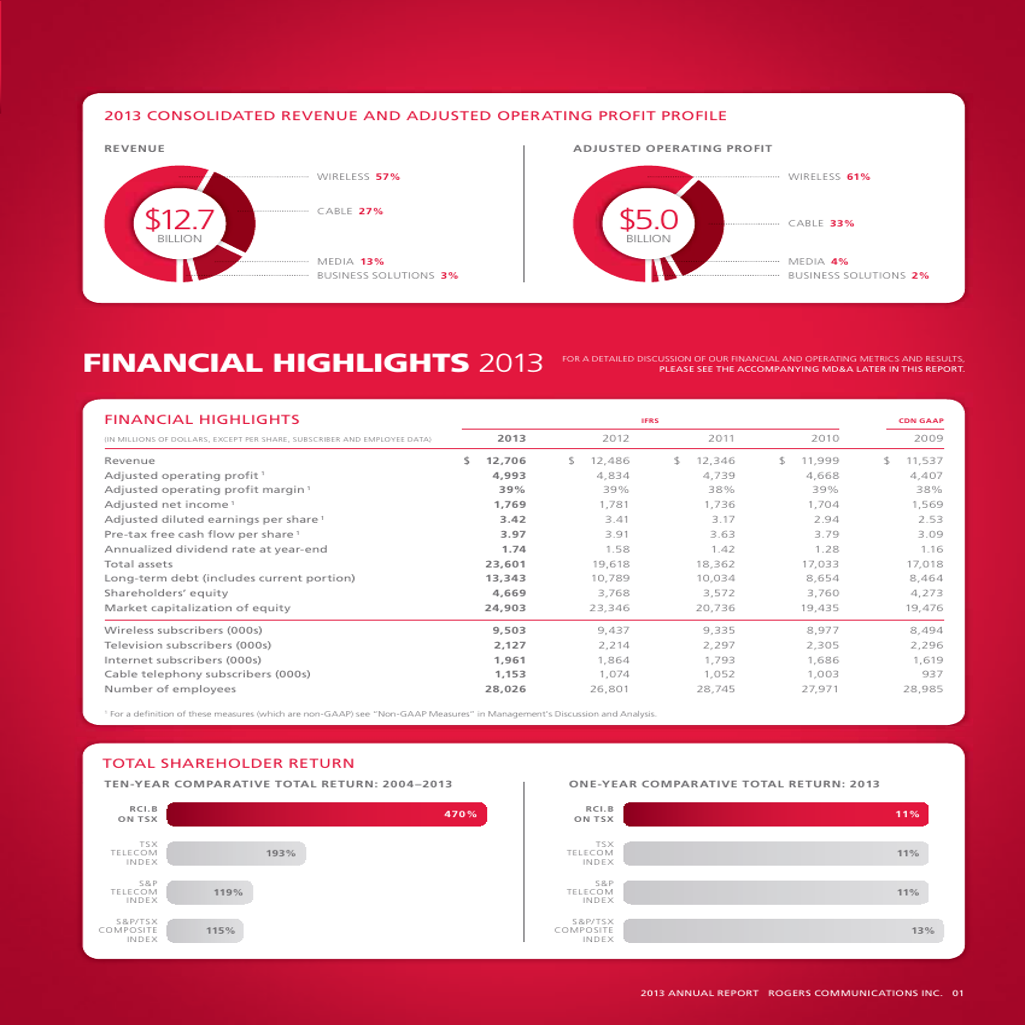 2013 CONSOLIDATED REVENUE AND ADJUSTED OPERATING PROFIT PROFILE
REVENUE
$12.7
BILLION
WIRELESS 57%
CABLE 27%
MEDIA 13%
BUSINESS SOLUTIONS 3%
ADJUSTED OPERATING PROFIT
$5.0
BILLION
WIRELESS 61%
CABLE 33%
MEDIA 4%
BUSINESS SOLUTIONS 2%
FINANCIAL HIGHLIGHTS 2013
FOR A DETAILED DISCUSSION OF OUR FINANCIAL AND OPERATING METRICS AND RESULTS,
PLEASE SEE THE ACCOMPANYING MD&A LATER IN THIS REPORT.
FINANCIAL HIGHLIGHTS IFRS CDN GAAP
(IN MILLIONS OF DOLLARS, EXCEPT PER SHARE, SUBSCRIBER AND EMPLOYEE DATA) 2013 2012 2011 2010 2009
Revenue $ 12,706 $ 12,486 $ 12,346 $ 11,999 $ 11,537
Adjusted operating profit ¹ 4,993 4,834 4,739 4,668 4,407
Adjusted operating profit margin ¹ 39% 39% 38% 39% 38%
Adjusted net income ¹ 1,769 1,781 1,736 1,704 1,569
Adjusted diluted earnings per share ¹ 3.42 3.41 3.17 2.94 2.53
Pre-tax free cash flow per share ¹ 3.97 3.91 3.63 3.79 3.09
Annualized dividend rate at year-end 1.74 1.58 1.42 1.28 1.16
Total assets 23,601 19,618 18,362 17,033 17,018
Long-term debt (includes current portion) 13,343 10,789 10,034 8,654 8,464
Shareholders' equity 4,669 3,768 3,572 3,760 4,273
Market capitalization of equity 24,903 23,346 20,736 19,435 19,476
Wireless subscribers (000s) 9,503 9,437 9,335 8,977 8,494
Television subscribers (000s) 2,127 2,214 2,297 2,305 2,296
Internet subscribers (000s) 1,961 1,864 1,793 1,686 1,619
Cable telephony subscribers (000s) 1,153 1,074 1,052 1,003 937
Number of employees 28,026 26,801 28,745 27,971 28,985
¹ For a definition of these measures (which are non-GAAP) see "Non-GAAP Measures" in Management's Discussion and Analysis.
TOTAL SHAREHOLDER RETURN
TEN-YEAR COMPARATIVE TOTAL RETURN: 2004–2013
RCI.B
ON TSX
470%
TSX
TELECOM
INDEX
193%
S&P
TELECOM
INDEX
119%
S&P/TSX
COMPOSITE
INDEX
115%
ONE-YEAR COMPARATIVE TOTAL RETURN: 2013
RCI.B
ON TSX
11%
TSX
TELECOM
INDEX
11%
S&P
TELECOM
INDEX
11%
S&P/TSX
COMPOSITE
INDEX
13%
2013 ANNUAL REPORT ROGERS COMMUNICATIONS INC. 01